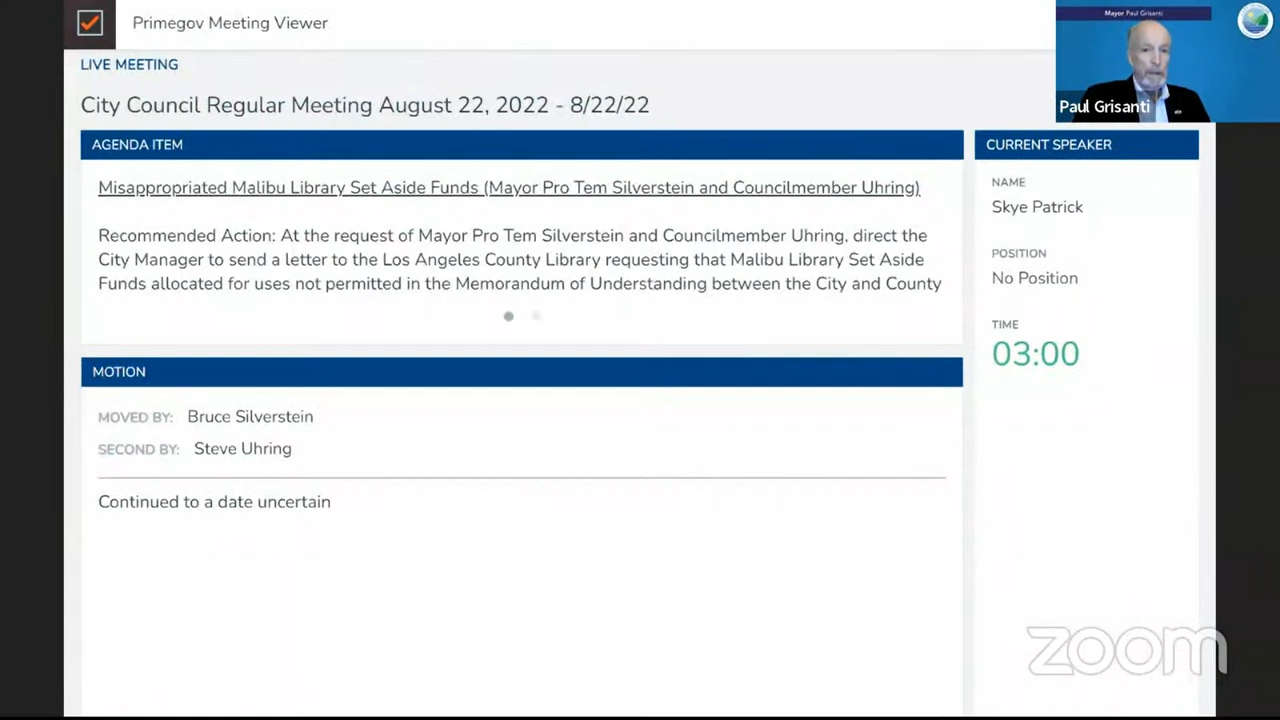 Primegov Meeting Viewer
Mayor Paul Grisanti
Paul Grisanti
LIVE MEETING
City Council Regular Meeting August 22, 2022 - 8/22/22
AGENDA ITEM
Misappropriated Malibu Library Set Aside Funds (Mayor Pro Tem Silverstein and Councilmember Uhring)
Recommended Action: At the request of Mayor Pro Tem Silverstein and Councilmember Uhring, direct the
City Manager to send a letter to the Los Angeles County Library requesting that Malibu Library Set Aside
Funds allocated for uses not permitted in the Memorandum of Understanding between the City and County
MOTION
MOVED BY: Bruce Silverstein
SECOND BY: Steve Uhring
Continued to a date uncertain
CURRENT SPEAKER
NAME
Skye Patrick
POSITION
No Position
TIME
03:00
zoom